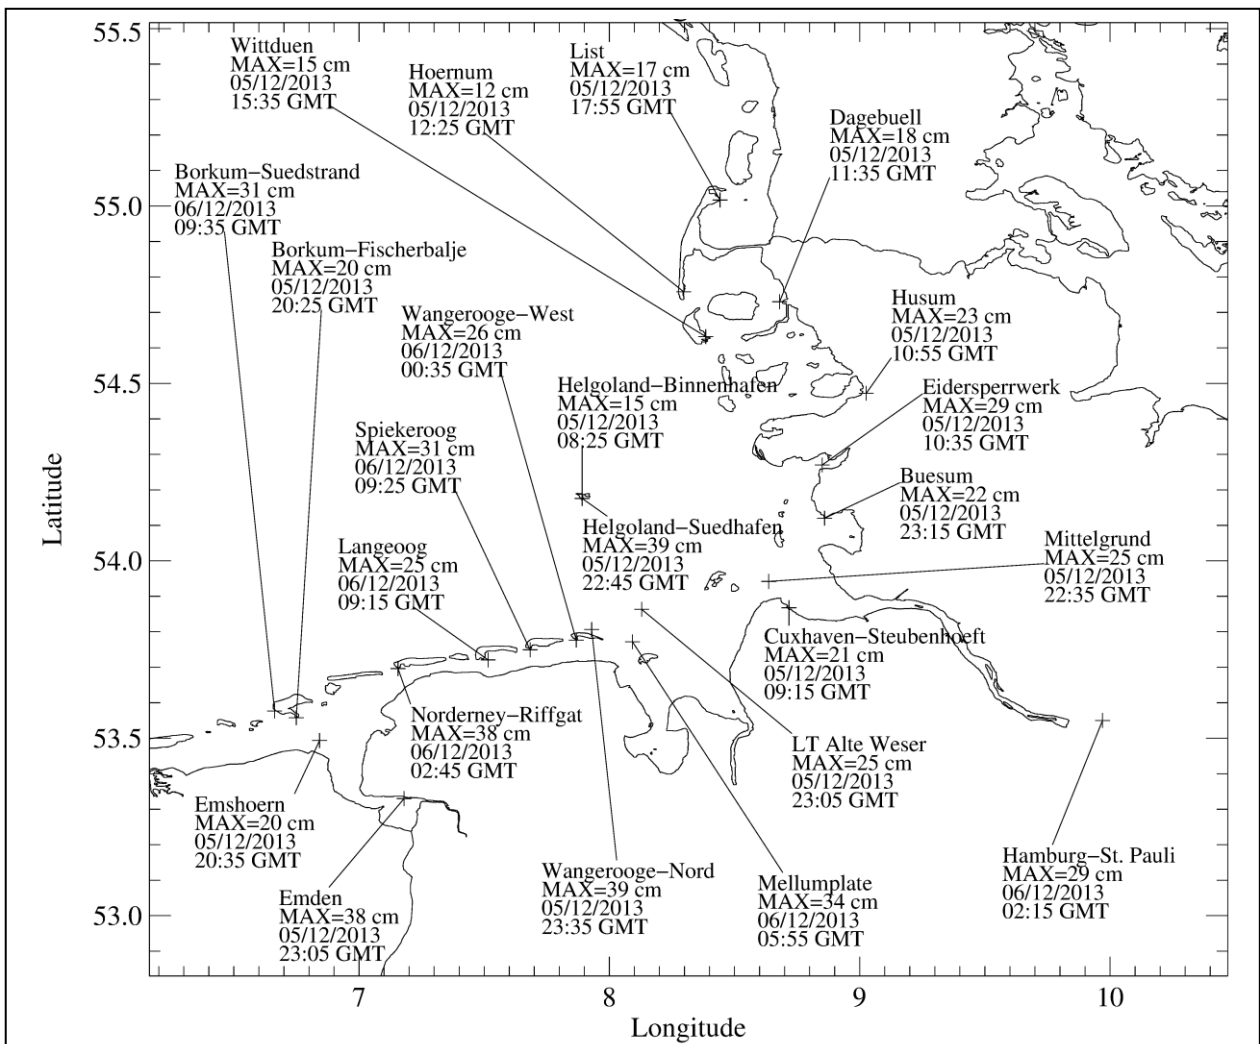 Wittduen
MAX=15 cm
05/12/2013
15:35 GMT
Hoernum
MAX=12 cm
05/12/2013
12:25 GMT
List
MAX=17 cm
05/12/2013
17:55 GMT
Dagebuell
MAX=18 cm
05/12/2013
11:35 GMT
Borkum−Suedstrand
MAX=31 cm
06/12/2013
09:35 GMT
Borkum−Fischerbalje
MAX=20 cm
05/12/2013
20:25 GMT
Wangerooge−West
MAX=26 cm
06/12/2013
00:35 GMT
Husum
MAX=23 cm
05/12/2013
10:55 GMT
Helgoland−Binnenhafen
MAX=15 cm
05/12/2013
08:25 GMT
Eidersperrwerk
MAX=29 cm
05/12/2013
10:35 GMT
Spiekeroog
MAX=31 cm
06/12/2013
09:25 GMT
Buesum
MAX=22 cm
05/12/2013
23:15 GMT
Helgoland−Suedhafen
MAX=39 cm
05/12/2013
22:45 GMT
Mittelgrund
MAX=25 cm
05/12/2013
22:35 GMT
Langeoog
MAX=25 cm
06/12/2013
09:15 GMT
Cuxhaven−Steubenhoeft
MAX=21 cm
05/12/2013
09:15 GMT
Norderney−Riffgat
MAX=38 cm
06/12/2013
02:45 GMT
LT Alte Weser
MAX=25 cm
05/12/2013
23:05 GMT
Emshoern
MAX=20 cm
05/12/2013
20:35 GMT
Hamburg−St. Pauli
MAX=29 cm
06/12/2013
02:15 GMT
Wangerooge−Nord
MAX=39 cm
05/12/2013
23:35 GMT
Mellumplate
MAX=34 cm
06/12/2013
05:55 GMT
Emden
MAX=38 cm
05/12/2013
23:05 GMT
55.5
55.0
54.5
54.0
53.5
53.0
Latitude
7 8 9 10
Longitude